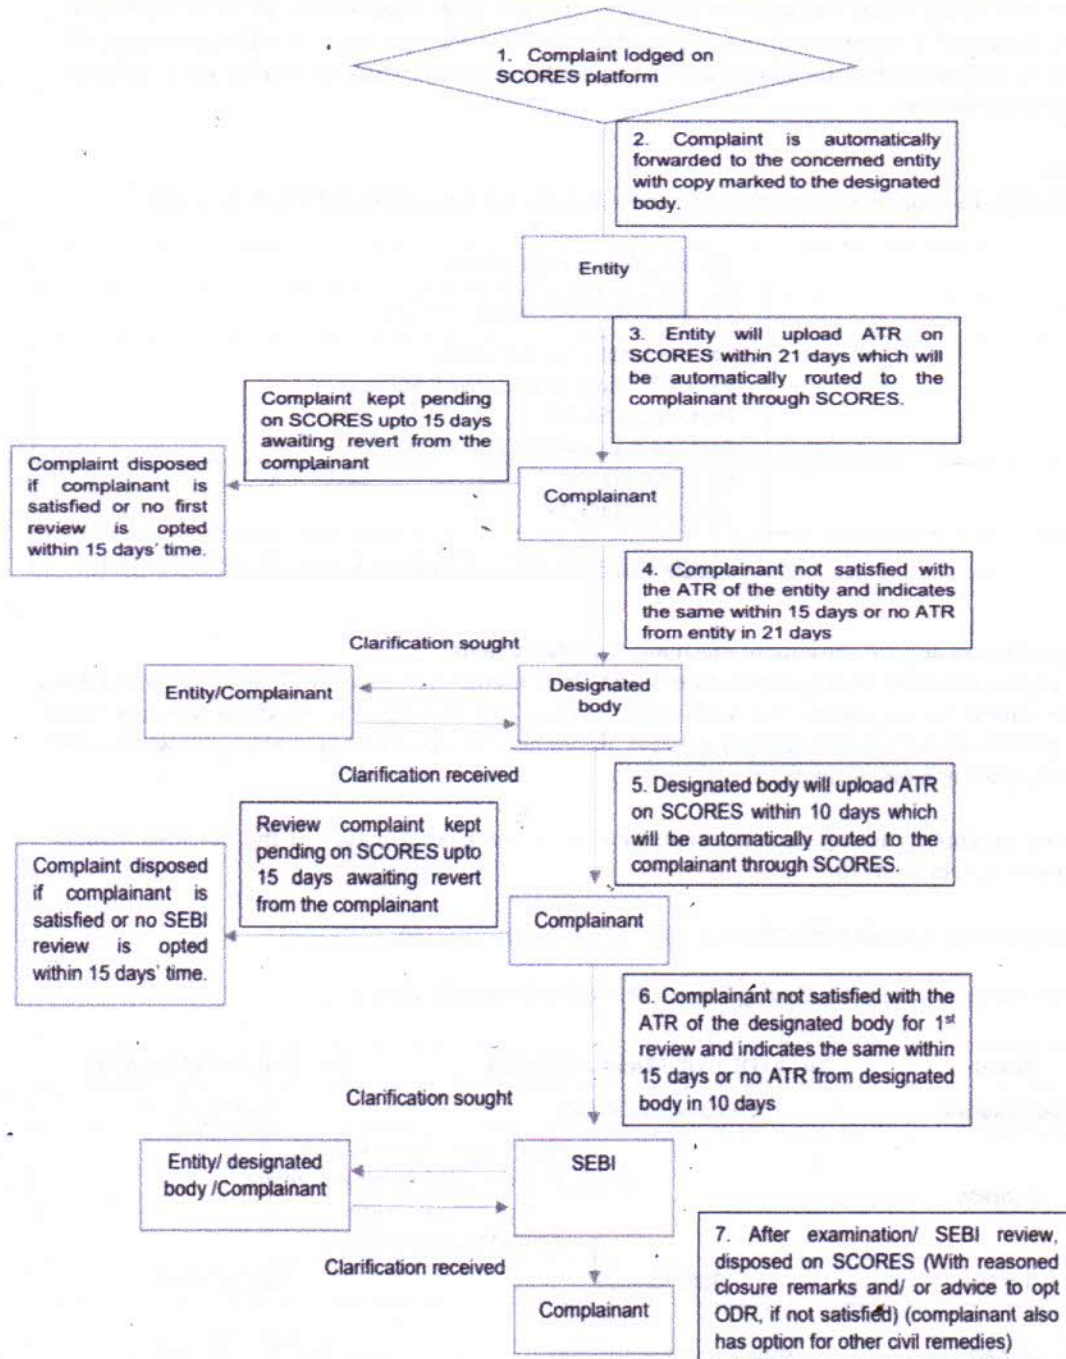 1. Complaint lodged on
SCORES platform
2. Complaint is automatically
forwarded to the concerned entity
with copy marked to the designated
body.
Entity
3. Entity will upload ATR on
SCORES within 21 days which will
be automatically routed to the
complainant through SCORES.
Complaint kept pending
on SCORES upto 15 days
awaiting revert from the
complainant
Complaint disposed
if complainant is
satisfied or no first
review is opted
within 15 days' time.
Complainant
4. Complainant not satisfied with
the ATR of the entity and indicates
the same within 15 days or no ATR
from entity in 21 days
Clarification sought
Entity/Complainant
Designated
body
Clarification received
5. Designated body will upload ATR
on SCORES within 10 days which
will be automatically routed to the
complainant through SCORES.
Review complaint kept
pending on SCORES upto
15 days awaiting revert
from the complainant
Complaint disposed
if complainant is
satisfied or no SEBI
review is opted
within 15 days' time.
Complainant
6. Complainant not satisfied with the
ATR of the designated body for 1st
review and indicates the same within
15 days or no ATR from designated
body in 10 days
Clarification sought
Entity/ designated
body /Complainant
SEBI
Clarification received
7. After examination/ SEBI review,
disposed on SCORES (With reasoned
closure remarks and/ or advice to opt
ODR, if not satisfied) (complainant also
has option for other civil remedies)
Complainant